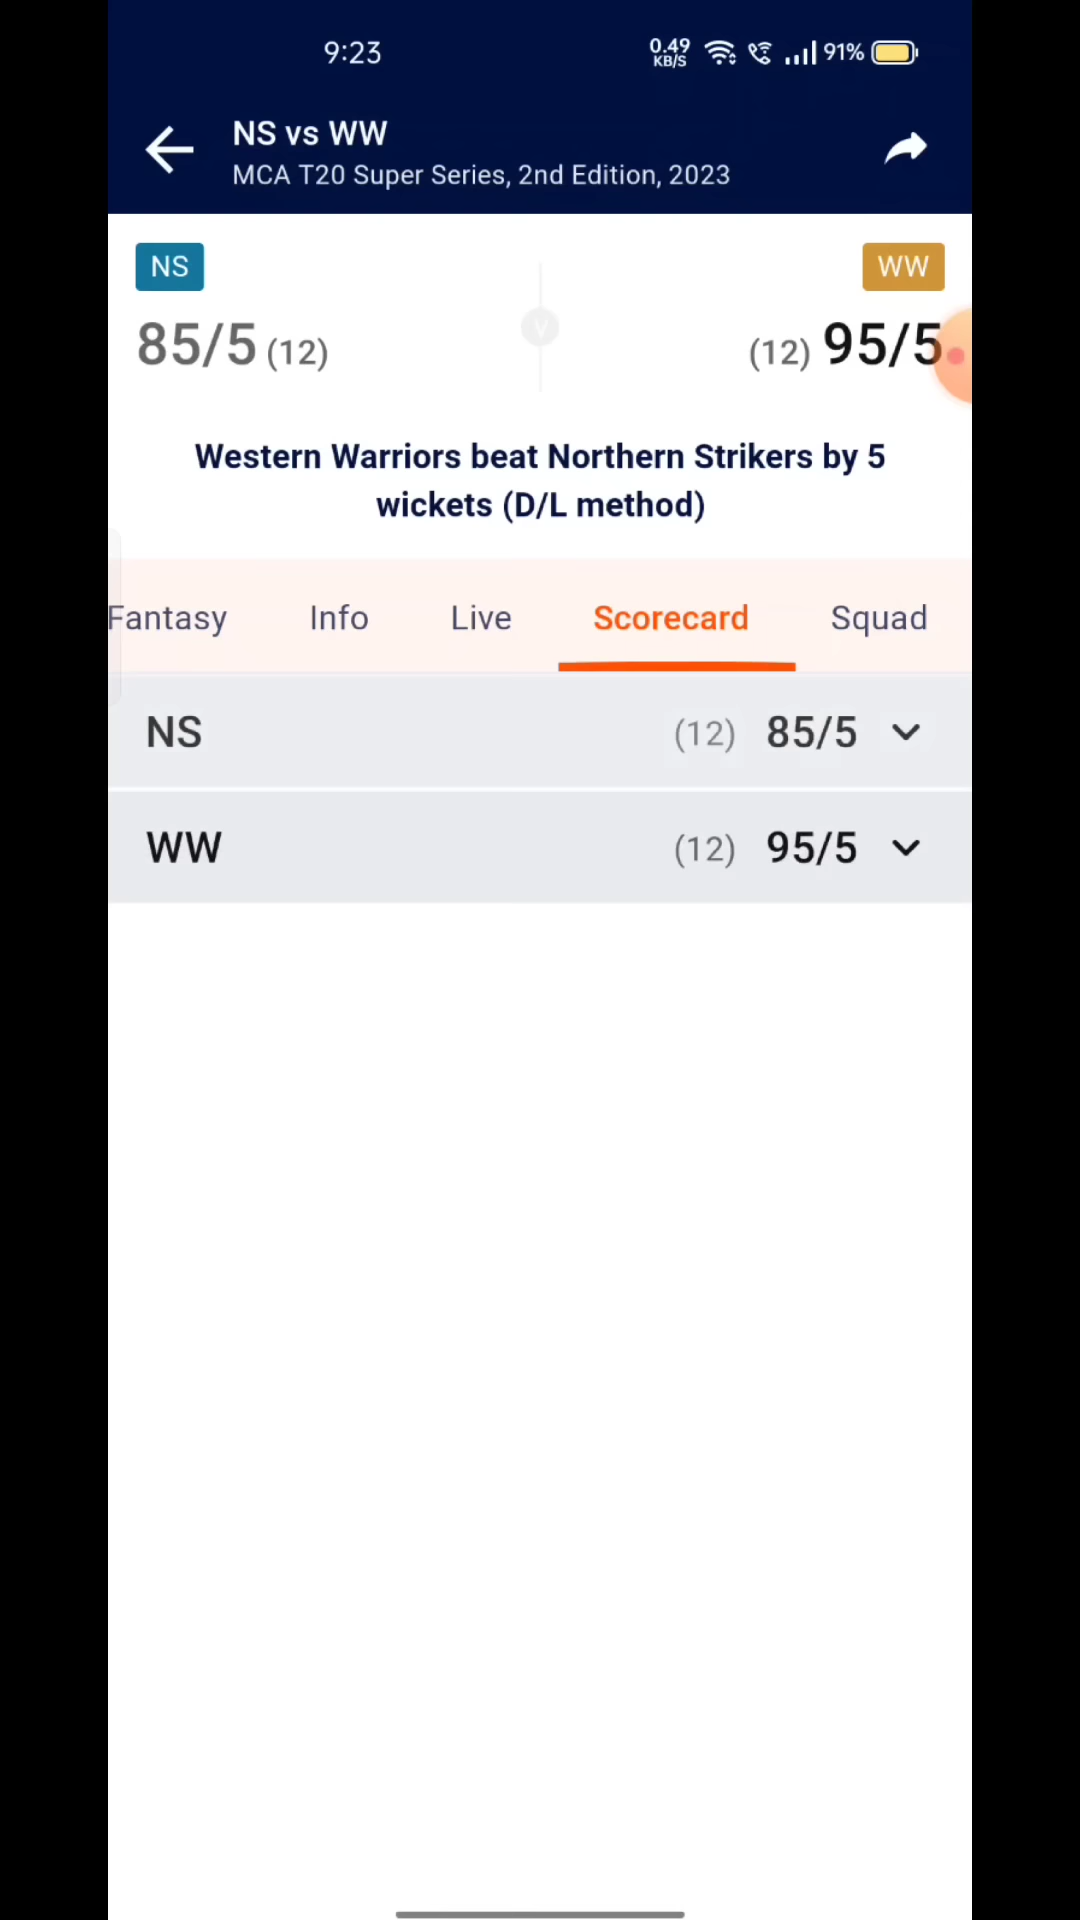 9:23 0.49 KB/S 91%
NS vs WW
MCA T20 Super Series, 2nd Edition, 2023
NS WW
V
85/5 (12) (12) 95/5
Western Warriors beat Northern Strikers by 5
wickets (D/L method)
Fantasy Info Live Scorecard Squad
NS (12) 85/5
WW (12) 95/5